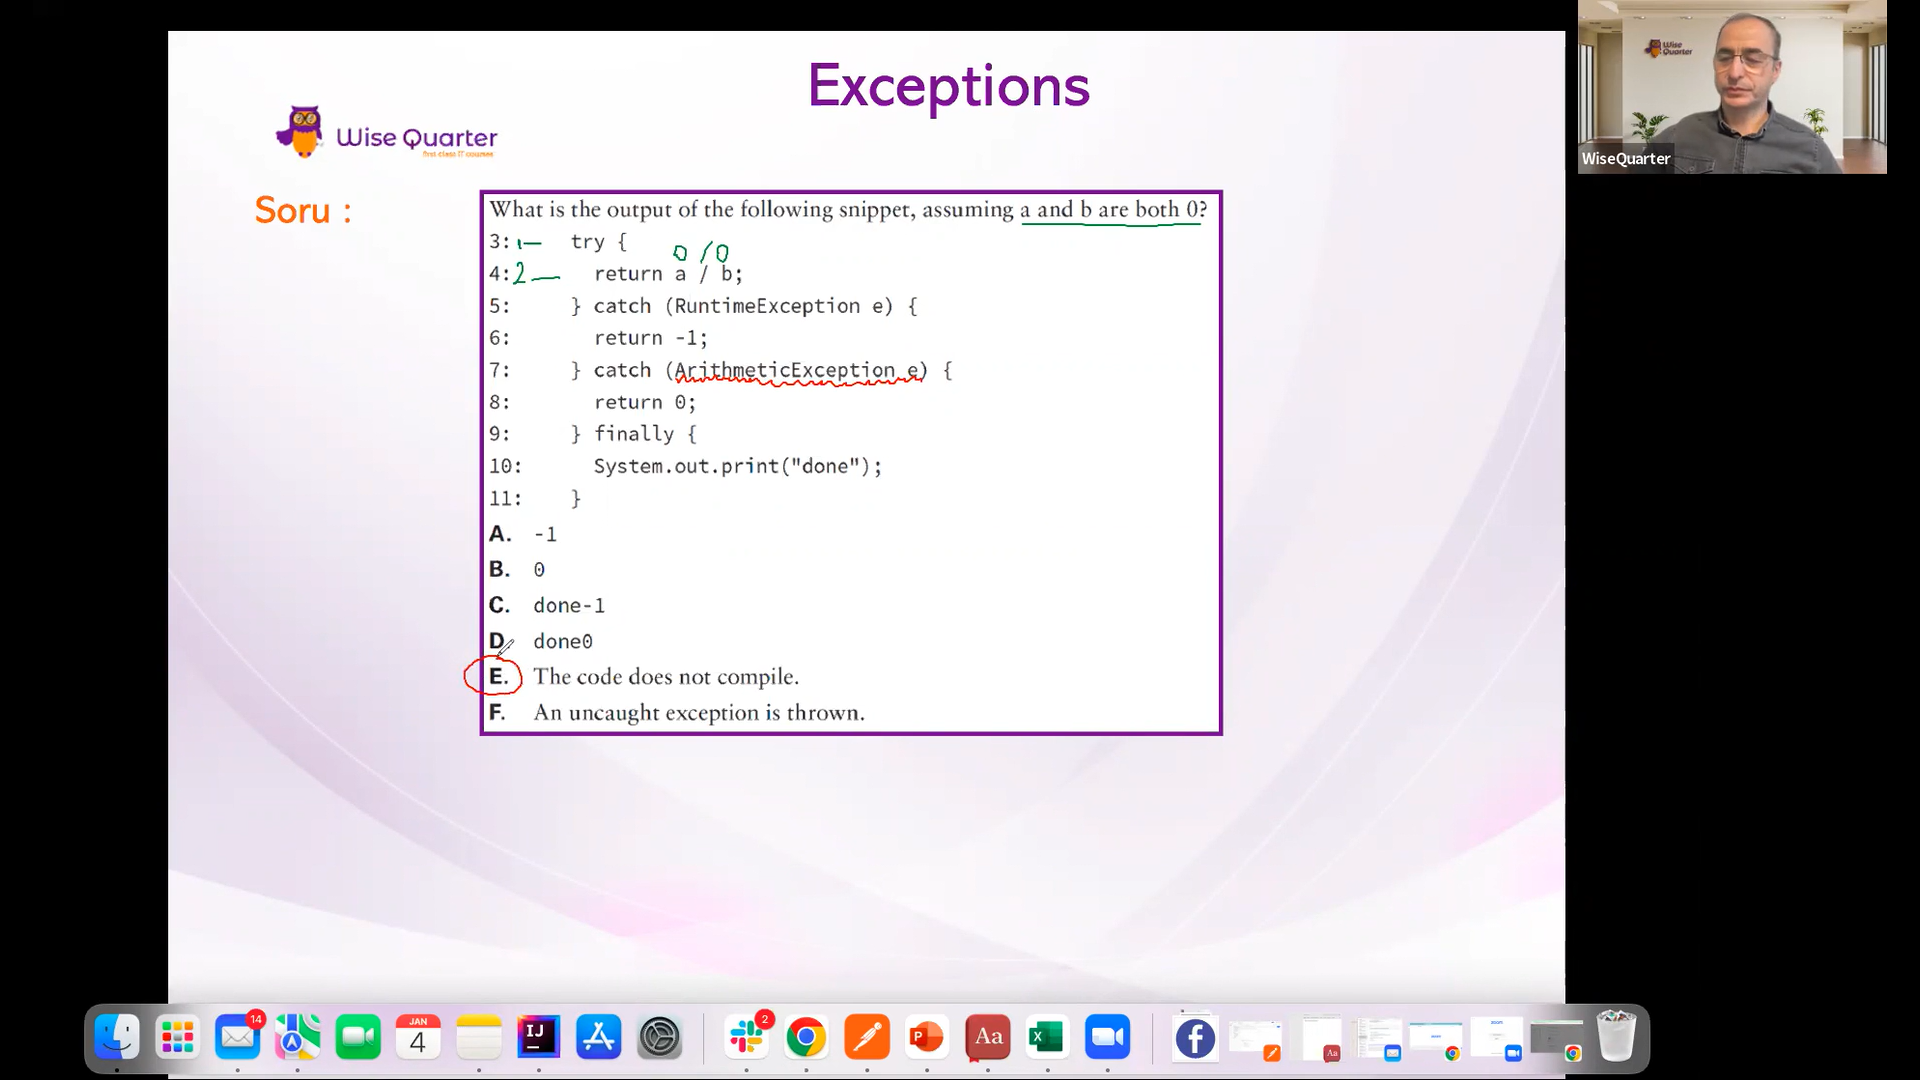 Exceptions
Wise Quarter
first class IT courses
Wise Quarter
WiseQuarter
Soru :
What is the output of the following snippet, assuming a and b are both 0?
3: 1— try {
0 / 0
4: 2— return a / b;
5: } catch (RuntimeException e) {
6: return -1;
7: } catch (ArithmeticException e) {
8: return 0;
9: } finally {
10: System.out.print("done");
11: }
A. -1
B. 0
C. done-1
D. done0
E. The code does not compile.
F. An uncaught exception is thrown.
14
JAN
4
IJ
2
P
Aa
X
f
Aa
zoom